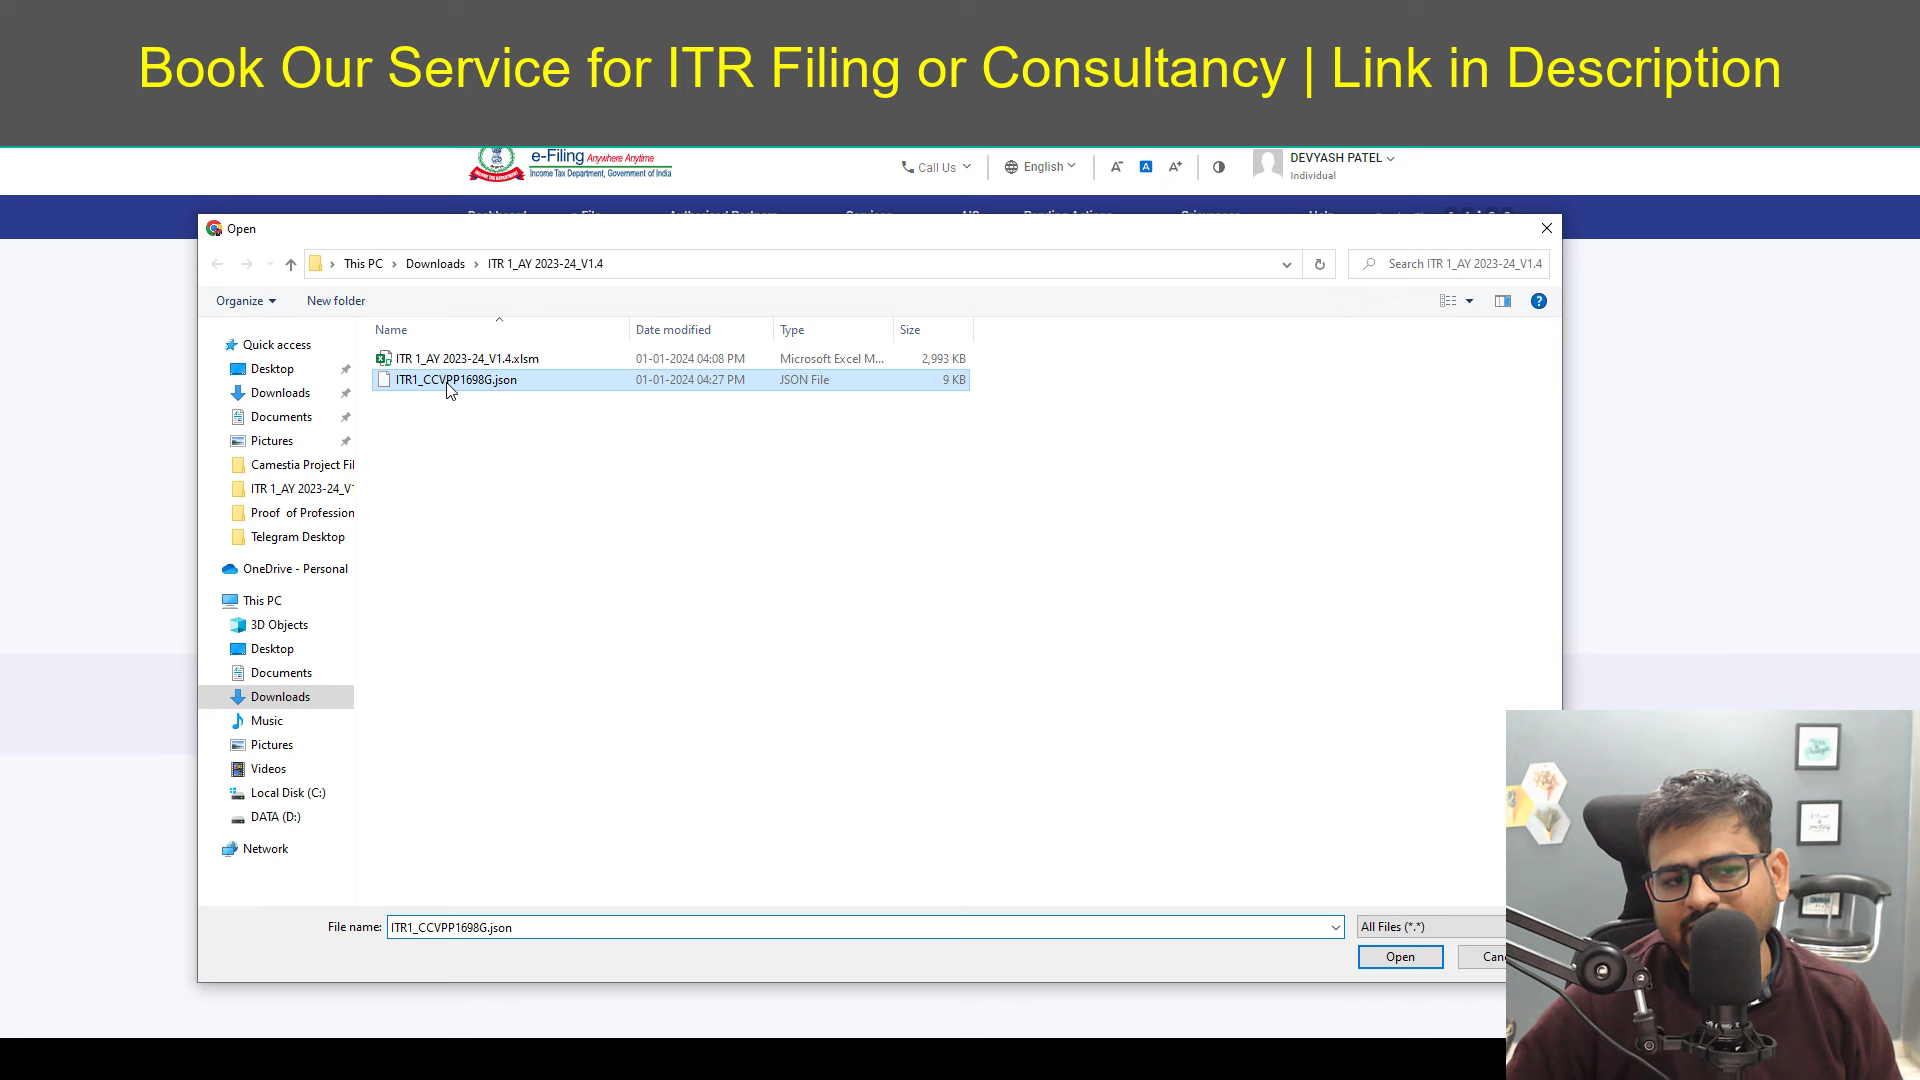 Book Our Service for ITR Filing or Consultancy | Link in Description
e-Filing Anywhere Anytime
Income Tax Department, Government of India
Call Us
English
A-
A
A+
DEVYASH PATEL
Individual
Open
This PC
Downloads
ITR 1_AY 2023-24_V1.4
Search ITR 1_AY 2023-24_V1.4
Organize
New folder
Name
Date modified
Type
Size
ITR 1_AY 2023-24_V1.4.xlsm
01-01-2024 04:08 PM
Microsoft Excel M...
2,993 KB
ITR1_CCVPP1698G.json
01-01-2024 04:27 PM
JSON File
9 KB
Quick access
Desktop
Downloads
Documents
Pictures
Camestia Project Fil
ITR 1_AY 2023-24_V1
Proof of Profession
Telegram Desktop
OneDrive - Personal
This PC
3D Objects
Desktop
Documents
Downloads
Music
Pictures
Videos
Local Disk (C:)
DATA (D:)
Network
File name:
ITR1_CCVPP1698G.json
All Files (*.*)
Open
Canc